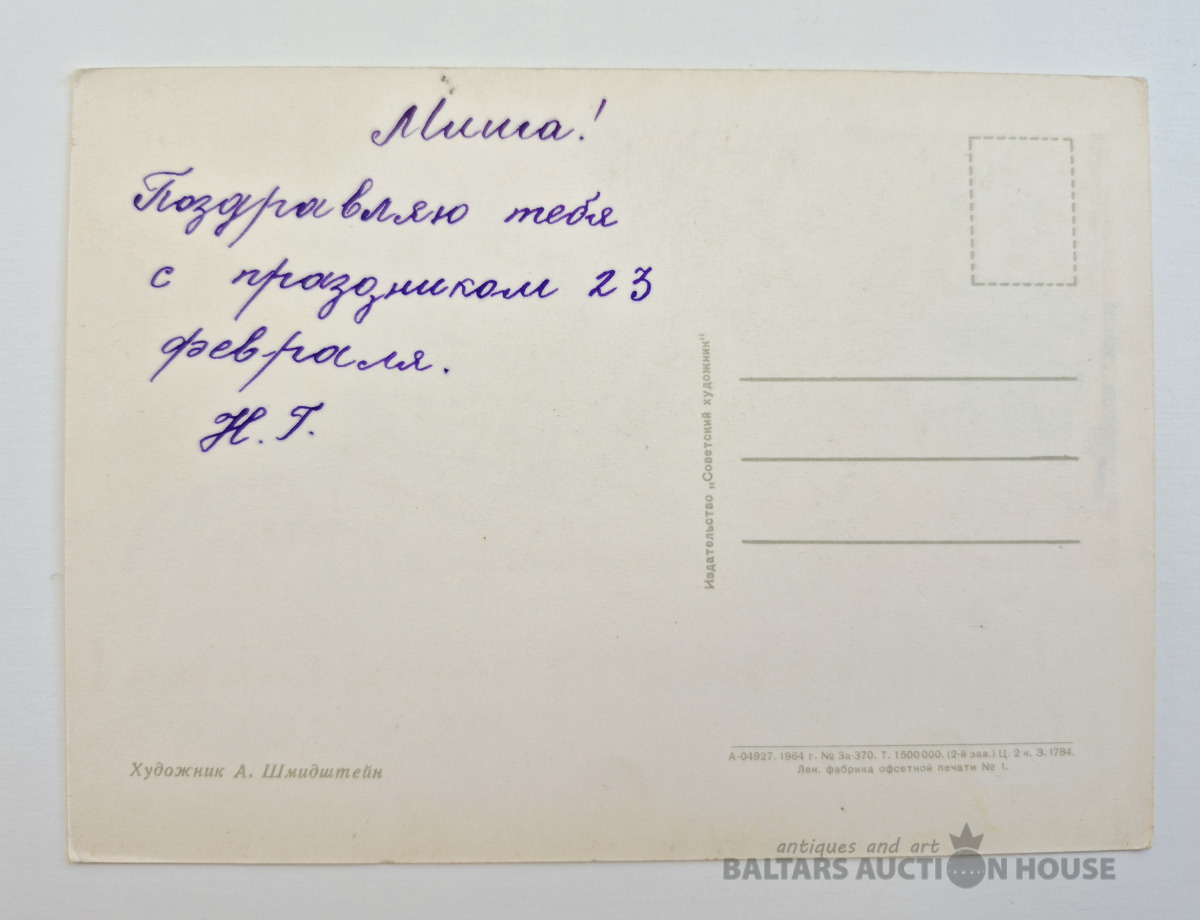 Миша!
Поздравляю тебя
с праздником 23
февраля.
Н.Г.
Издательство „Советский художник"
Художник А. Шмидштейн
А-04927. 1964 г. № За-370. Т. 1500000. (2-й зав.) Ц. 2 к. З. 1784.
Лен. фабрика офсетной печати № 1.
antiques and art
BALTARS AUCTION HOUSE